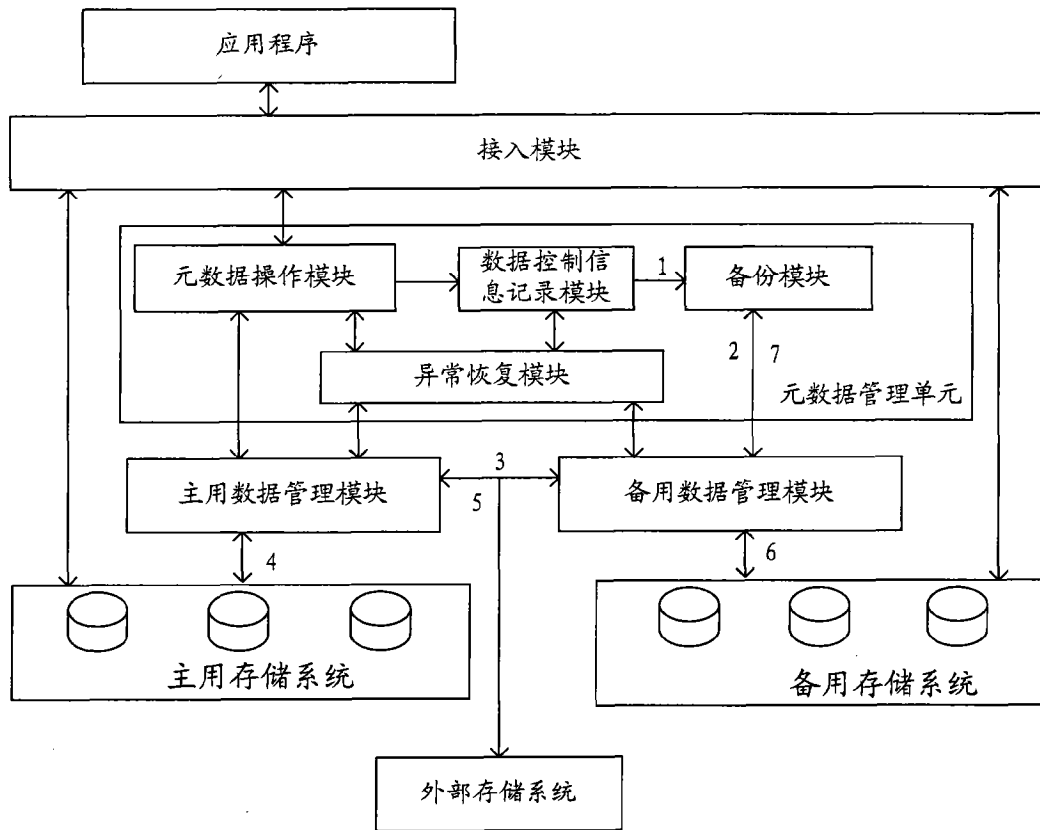 应用程序
接入模块
元数据操作模块
数据控制信
息记录模块
1
备份模块
2
7
异常恢复模块
元数据管理单元
主用数据管理模块
3
5
备用数据管理模块
4
6
主用存储系统
备用存储系统
外部存储系统